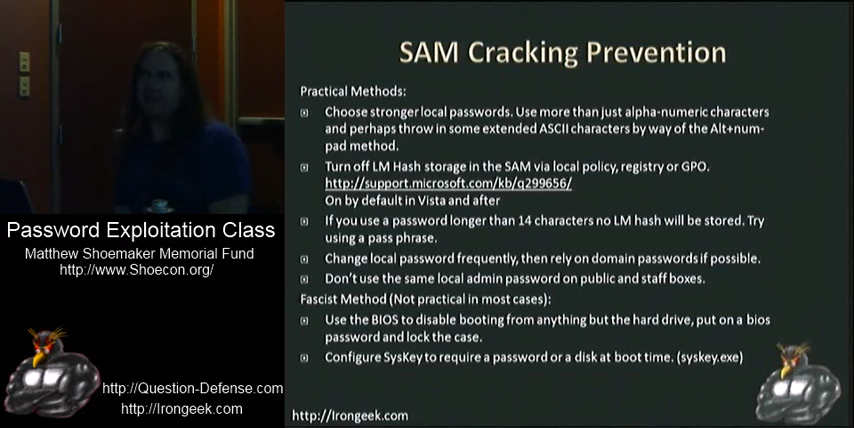 SAM Cracking Prevention
Practical Methods:
Choose stronger local passwords. Use more than just alpha-numeric characters
and perhaps throw in some extended ASCII characters by way of the Alt+num-
pad method.
Turn off LM Hash storage in the SAM via local policy, registry or GPO.
http://support.microsoft.com/kb/q299656/
On by default in Vista and after
If you use a password longer than 14 characters no LM hash will be stored. Try
using a pass phrase.
Change local password frequently, then rely on domain passwords if possible.
Don't use the same local admin password on public and staff boxes.
Fascist Method (Not practical in most cases):
Use the BIOS to disable booting from anything but the hard drive, put on a bios
password and lock the case.
Configure SysKey to require a password or a disk at boot time. (syskey.exe)
http://Irongeek.com
Password Exploitation Class
Matthew Shoemaker Memorial Fund
http://www.Shoecon.org/
http://Question-Defense.com
http://Irongeek.com